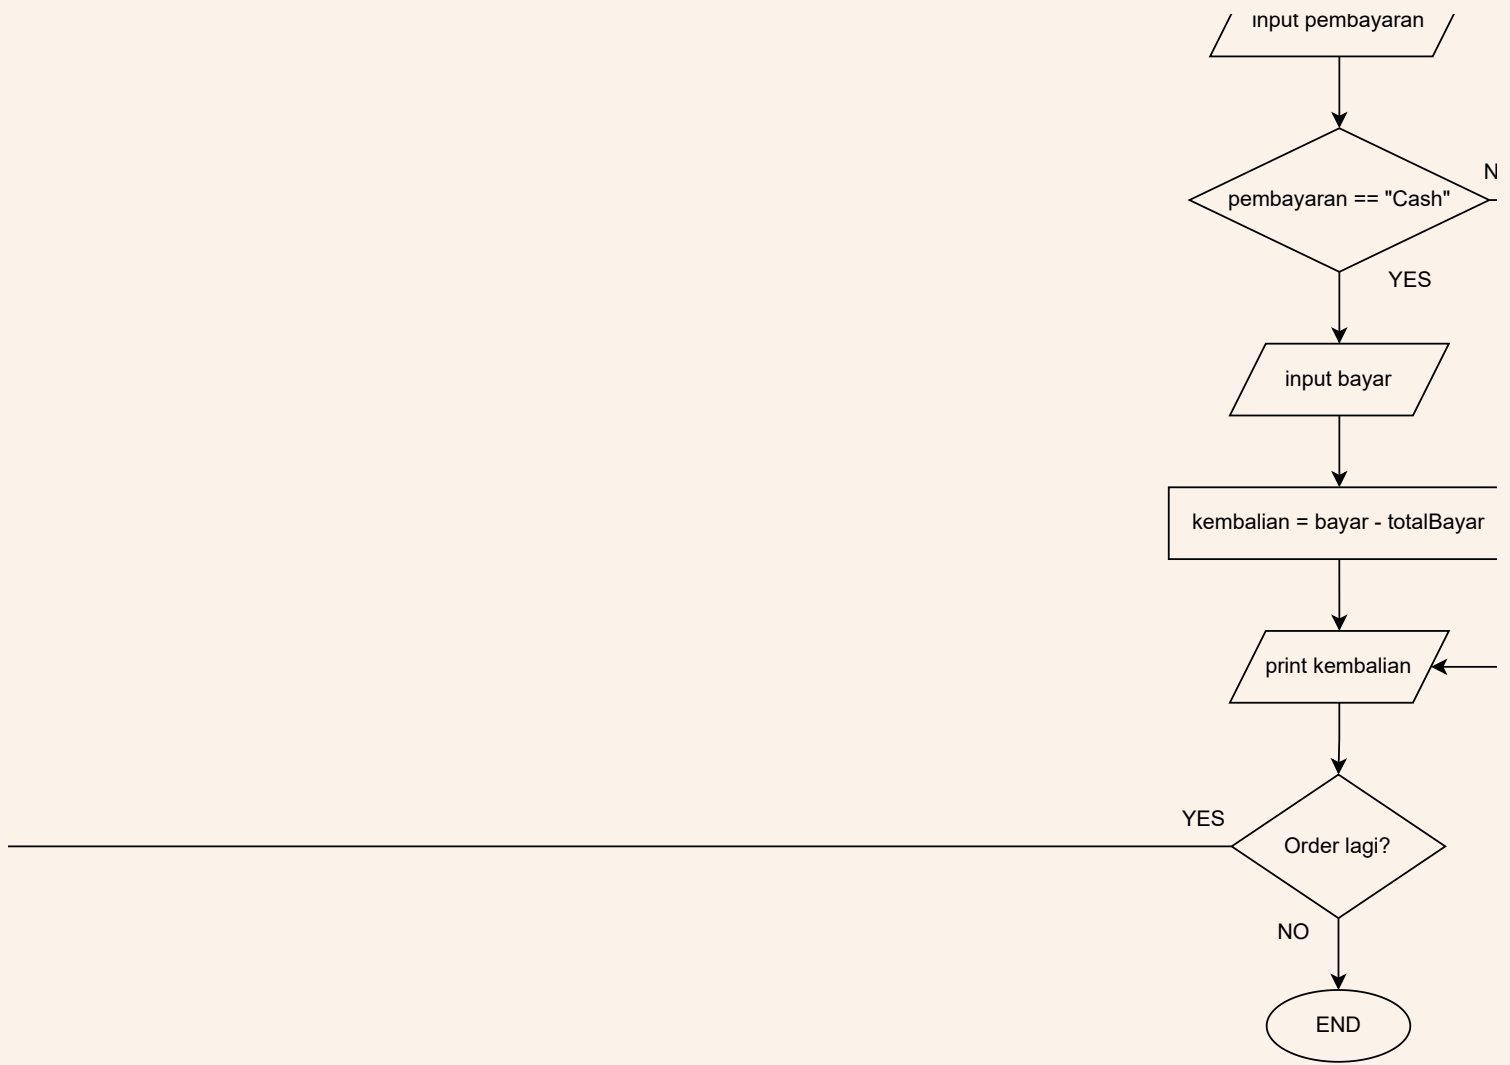 input pembayaran
N
pembayaran == "Cash"
YES
input bayar
kembalian = bayar - totalBayar
print kembalian
YES
Order lagi?
NO
END